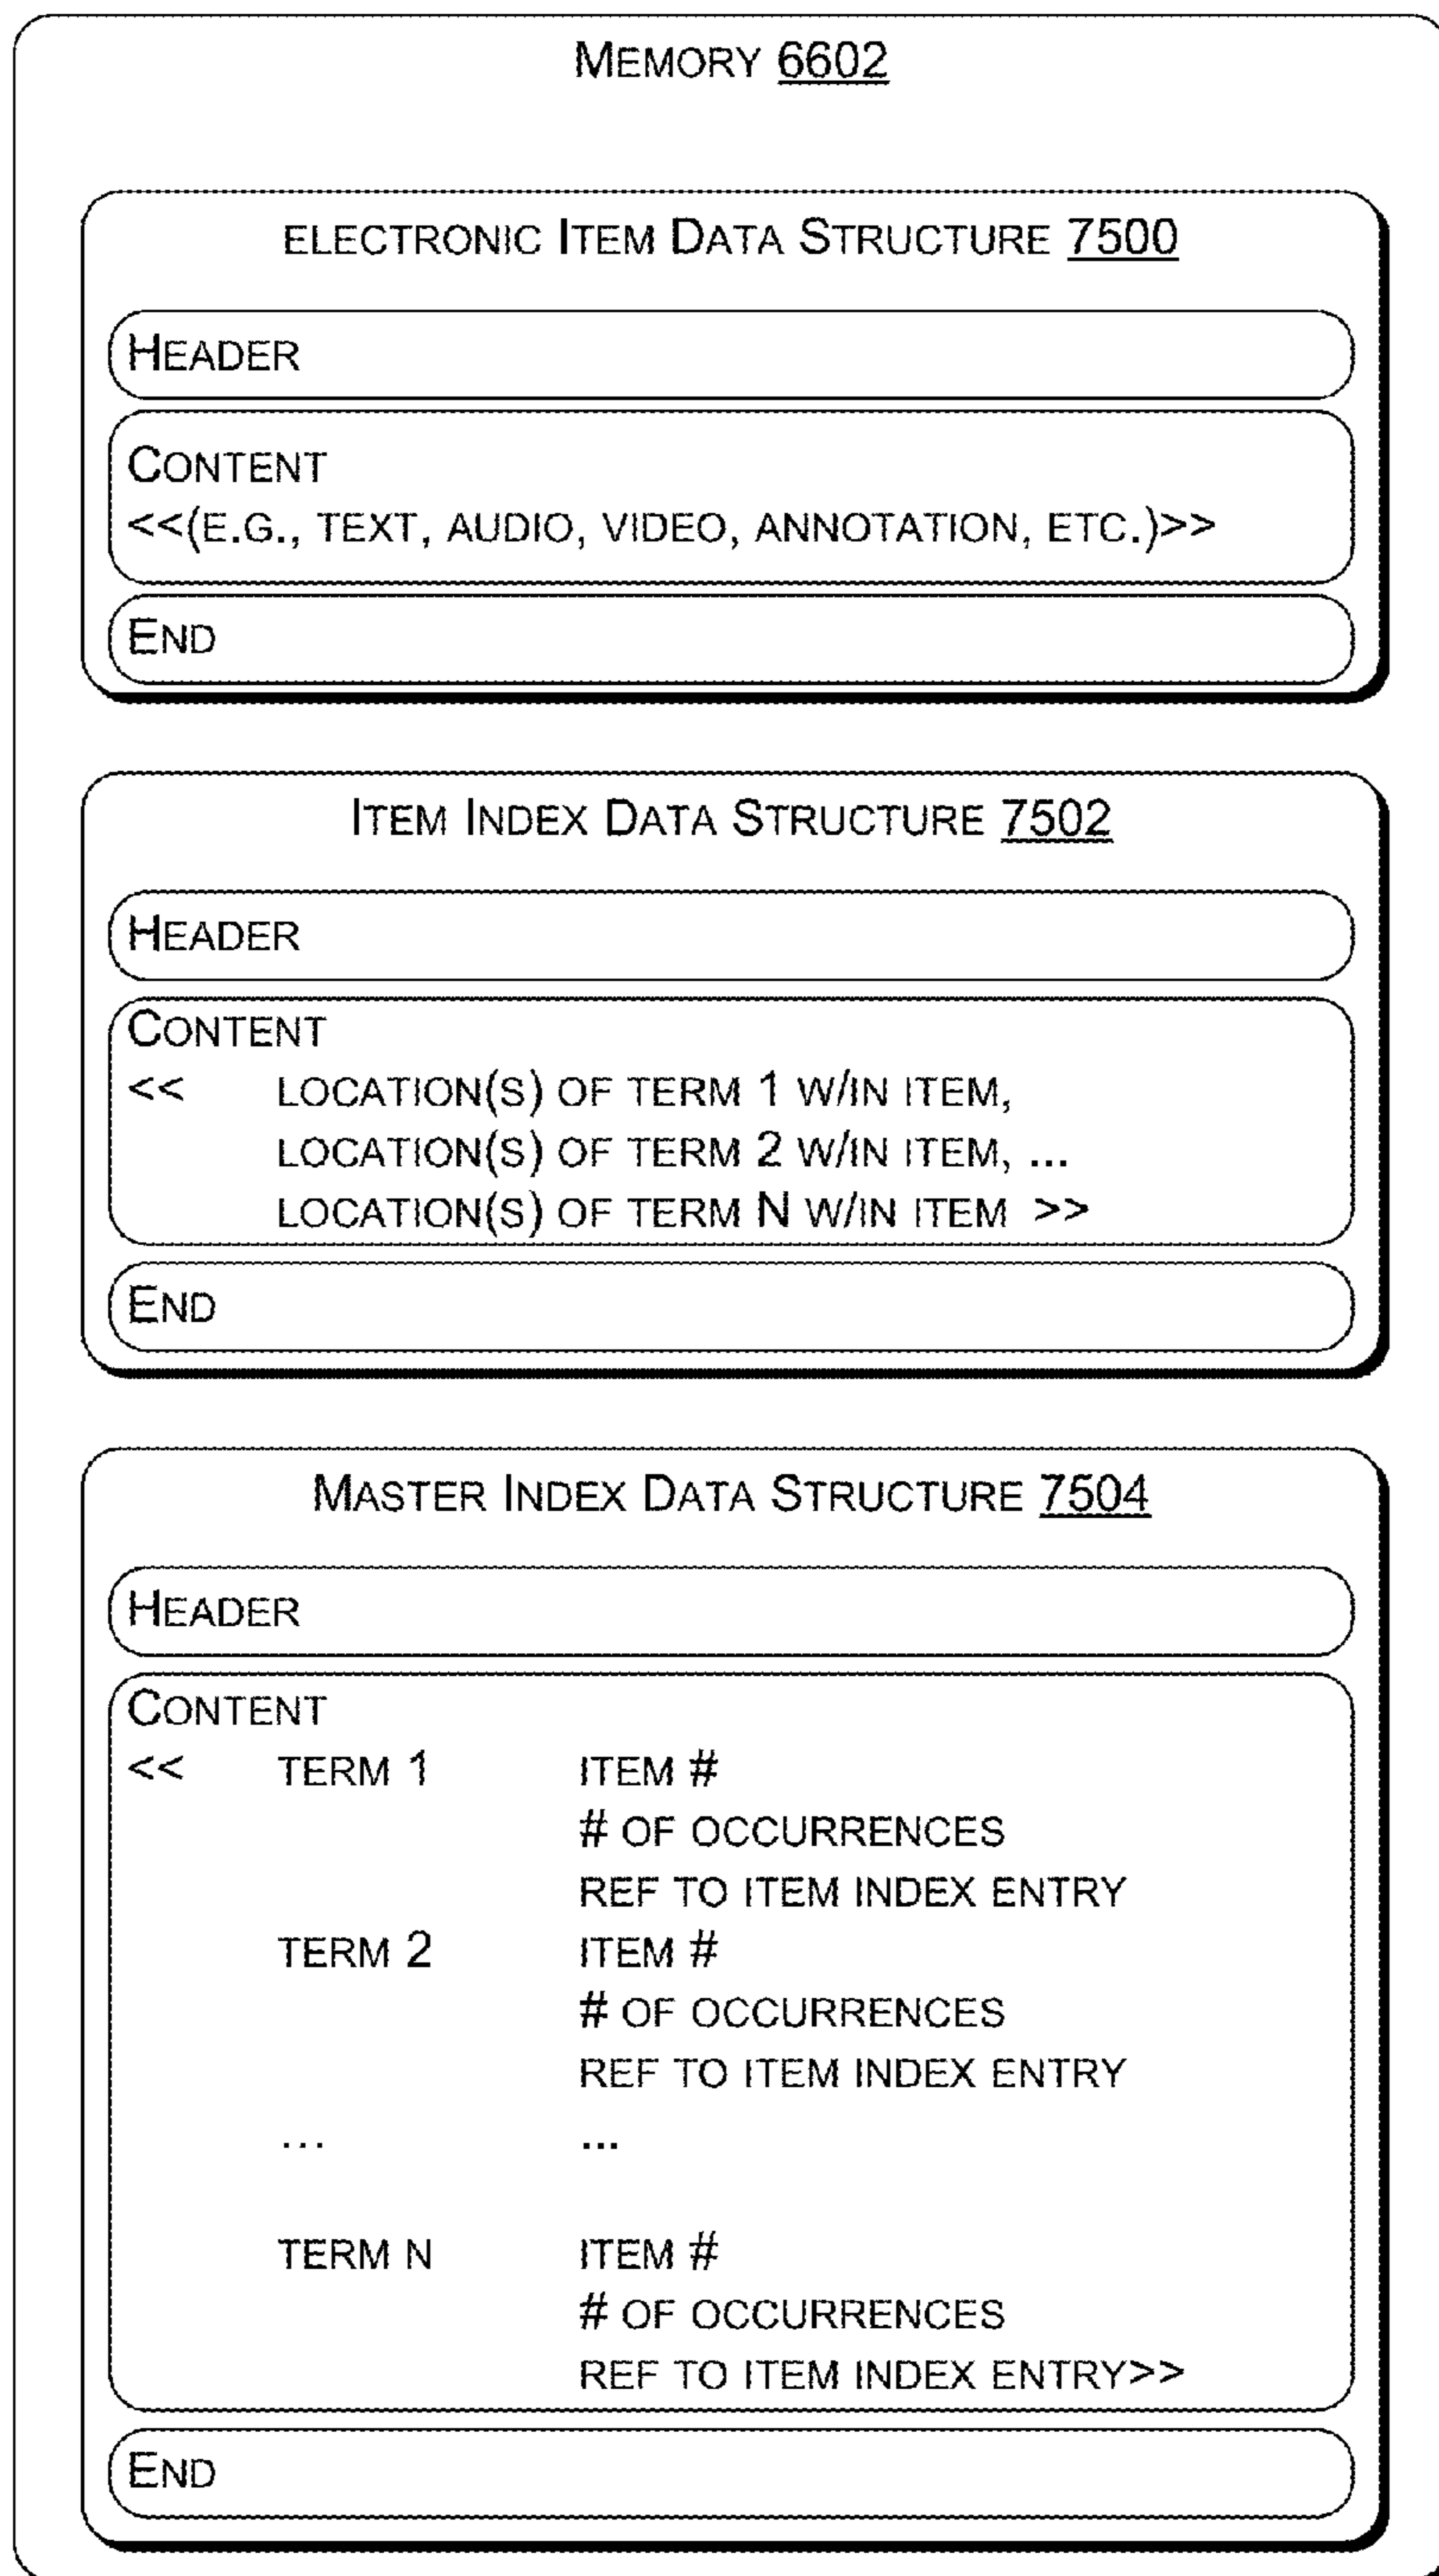 MEMORY 6602
ELECTRONIC ITEM DATA STRUCTURE 7500
HEADER
CONTENT
<<(E.G., TEXT, AUDIO, VIDEO, ANNOTATION, ETC.)>>
END
ITEM INDEX DATA STRUCTURE 7502
HEADER
CONTENT
<< LOCATION(S) OF TERM 1 W/IN ITEM,
LOCATION(S) OF TERM 2 W/IN ITEM, ...
LOCATION(S) OF TERM N W/IN ITEM >>
END
MASTER INDEX DATA STRUCTURE 7504
HEADER
CONTENT
<< TERM 1 ITEM #
# OF OCCURRENCES
REF TO ITEM INDEX ENTRY
TERM 2 ITEM #
# OF OCCURRENCES
REF TO ITEM INDEX ENTRY
... ...
TERM N ITEM #
# OF OCCURRENCES
REF TO ITEM INDEX ENTRY>>
END